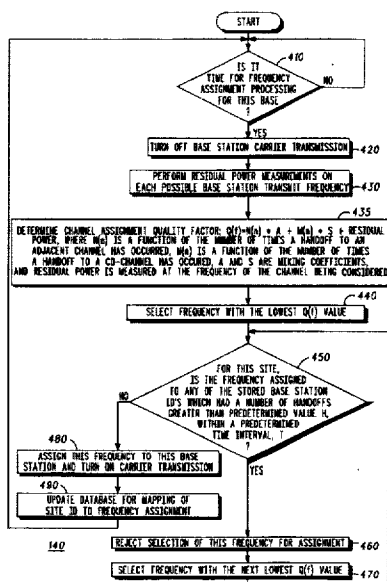 START
410
IS IT
TIME FOR FREQUENCY
ASSIGNMENT PROCESSING
FOR THIS BASE
?
NO
YES
TURN OFF BASE STATION CARRIER TRANSMISSION
420
PERFORM RESIDUAL POWER MEASUREMENTS ON
EACH POSSIBLE BASE STATION TRANSMIT FREQUENCY
430
435
DETERMINE CHANNEL ASSIGNMENT QUALITY FACTOR: Q(f)=N(n) * A + M(n) * S + RESIDUAL
POWER, WHERE N(n) IS A FUNCTION OF THE NUMBER OF TIMES A HANDOFF TO AN
ADJACENT CHANNEL HAS OCCURRED, M(n) IS A FUNCTION OF THE NUMBER OF TIMES
A HANDOFF TO A CO-CHANNEL HAS OCCURED, A AND S ARE MIXING COEFFICIENTS,
AND RESIDUAL POWER IS MEASURED AT THE FREQUENCY OF THE CHANNEL BEING CONSIDERED
440
SELECT FREQUENCY WITH THE LOWEST Q(f) VALUE
450
FOR THIS SITE,
IS THE FREQUENCY ASSIGNED
TO ANY OF THE STORED BASE STATION
ID'S WHICH HAD A NUMBER OF HANDOFFS
GREATER THAN PREDETERMINED VALUE H,
WITHIN A PREDETERMINED
TIME INTERVAL, T
?
NO
YES
480
ASSIGN THIS FREQUENCY TO THIS BASE
STATION AND TURN ON CARRIER TRANSMISSION
490
UPDATE DATABASE FOR MAPPING OF
SITE ID TO FREQUENCY ASSIGNMENT
140
REJECT SELECTION OF THIS FREQUENCY FOR ASSIGNMENT
460
SELECT FREQUENCY WITH THE NEXT LOWEST Q(f) VALUE
470